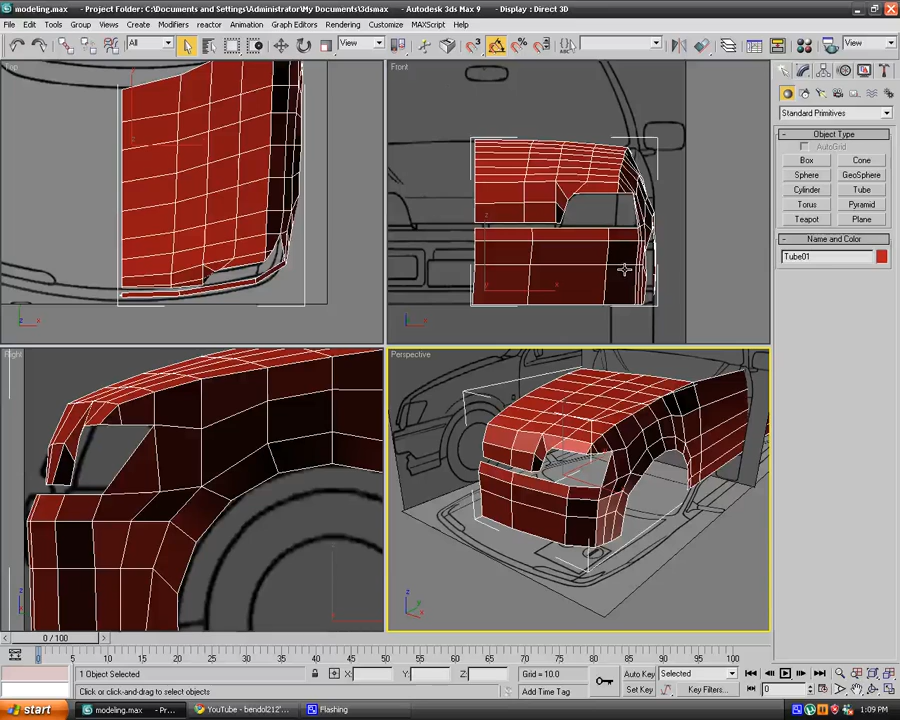 modeling.max - Project Folder: C:\Documents and Settings\Administrator\My Documents\3dsmax - Autodesk 3ds Max 9 - Display : Direct 3D
File Edit Tools Group Views Create Modifiers reactor Animation Graph Editors Rendering Customize MAXScript Help
All View View
Top Front
Standard Primitives
Object Type
AutoGrid
Box Cone
Sphere GeoSphere
Cylinder Tube
Torus Pyramid
Teapot Plane
Name and Color
Tube01
Right Perspective
0 / 100
0 5 10 15 20 25 30 35 40 45 50 55 60 65 70 75 80 85 90 95 100
1 Object Selected X: Y: Z: Grid = 10.0 Auto Key Selected
Click or click-and-drag to select objects Add Time Tag Set Key Key Filters... 0
start modeling.max - Pr... YouTube - bendol212'... Flashing 1:09 PM